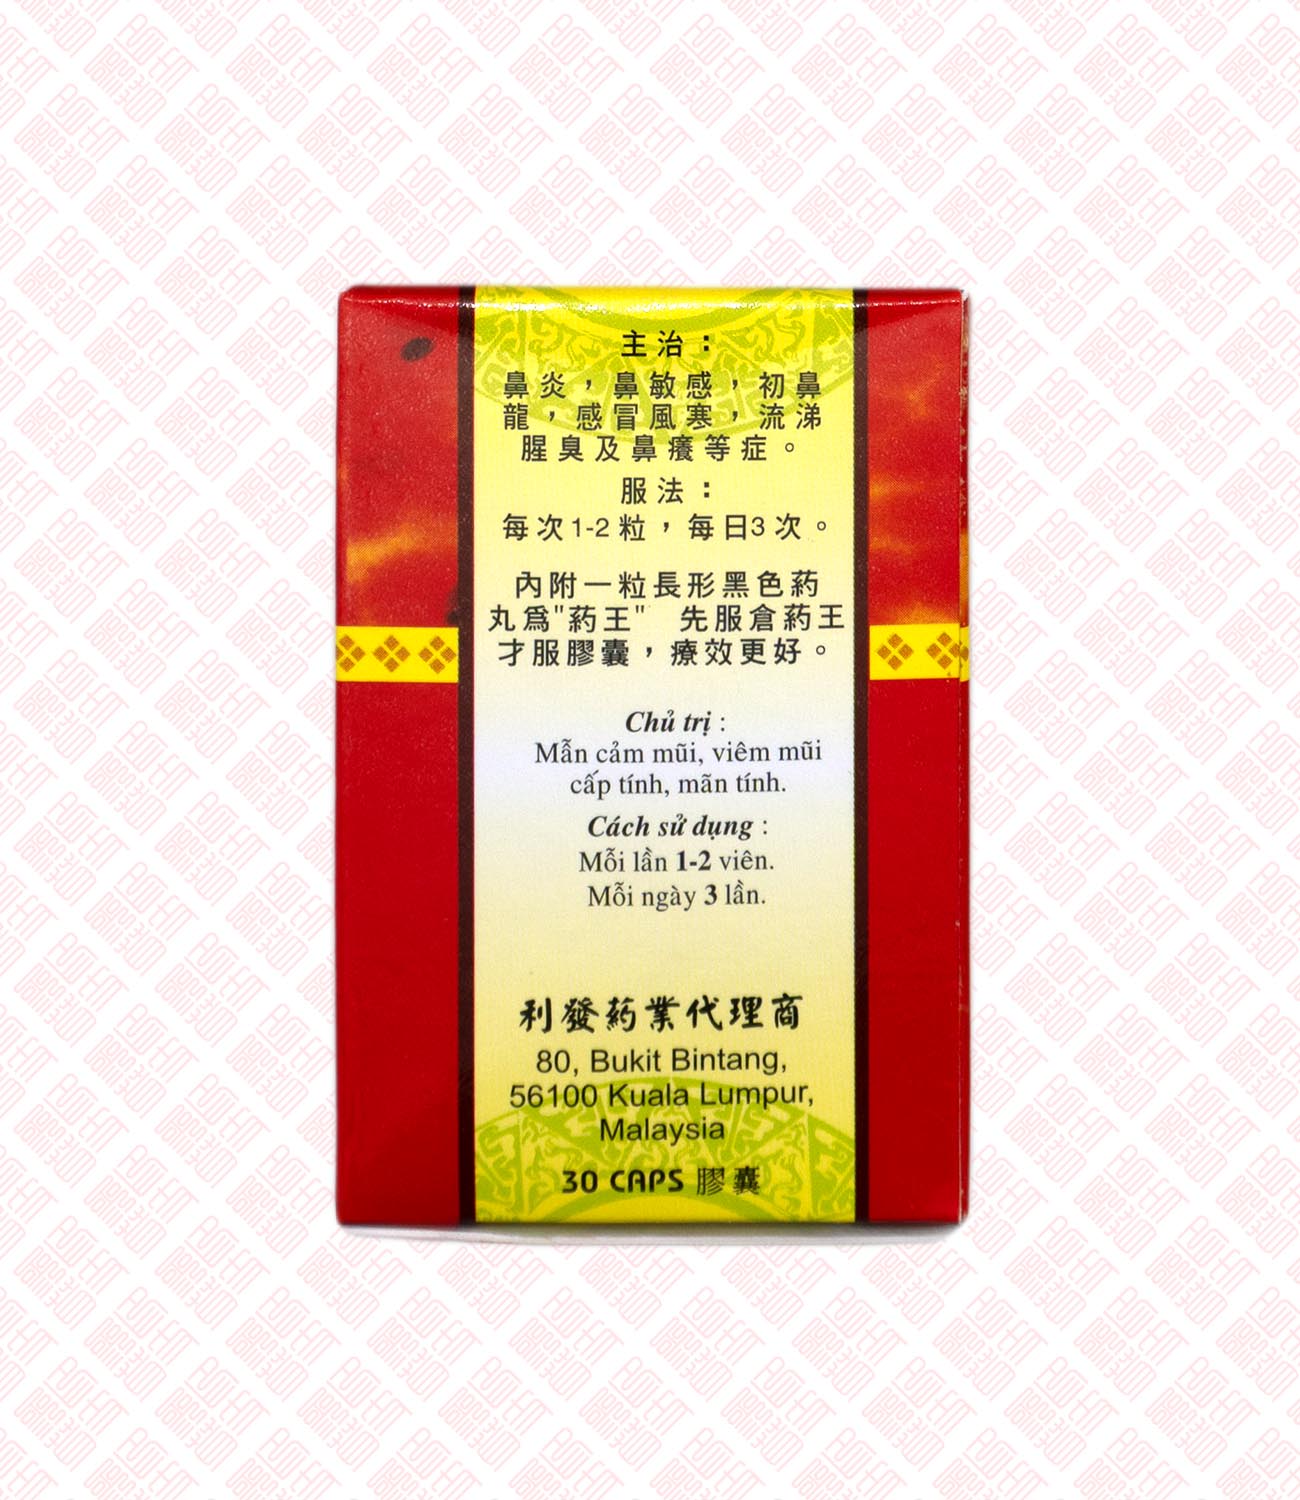 主治：
鼻炎，鼻敏感，初鼻
龍，感冒風寒，流涕
腥臭及鼻癢等症。
服法：
每次1-2粒，每日3次。
內附一粒長形黑色葯
丸爲"葯王" 先服倉葯王
才服膠囊，療效更好。
Chủ trị :
Mẫn cảm mũi, viêm mũi
cấp tính, mãn tính.
Cách sử dụng :
Mỗi lần 1-2 viên.
Mỗi ngày 3 lần.
利發葯業代理商
80, Bukit Bintang,
56100 Kuala Lumpur,
Malaysia
30 CAPS 膠囊